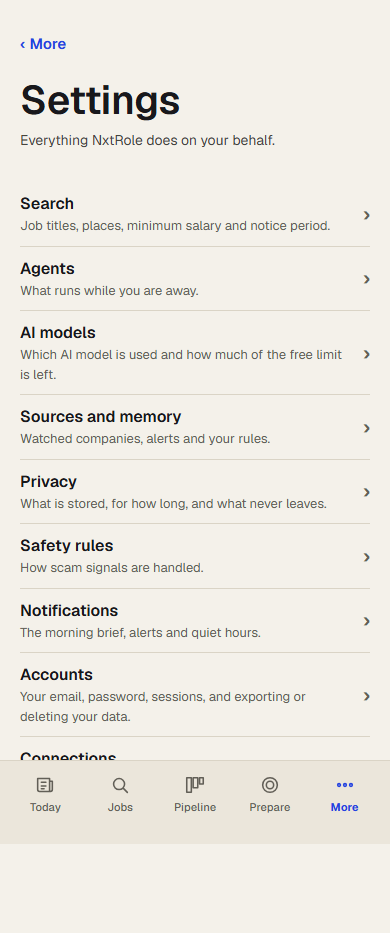 ‹ More
Settings
Everything NxtRole does on your behalf.
Search
Job titles, places, minimum salary and notice period.
Agents
What runs while you are away.
AI models
Which AI model is used and how much of the free limit
is left.
Sources and memory
Watched companies, alerts and your rules.
Privacy
What is stored, for how long, and what never leaves.
Safety rules
How scam signals are handled.
Notifications
The morning brief, alerts and quiet hours.
Accounts
Your email, password, sessions, and exporting or
deleting your data.
Connections
Today
Jobs
Pipeline
Prepare
More